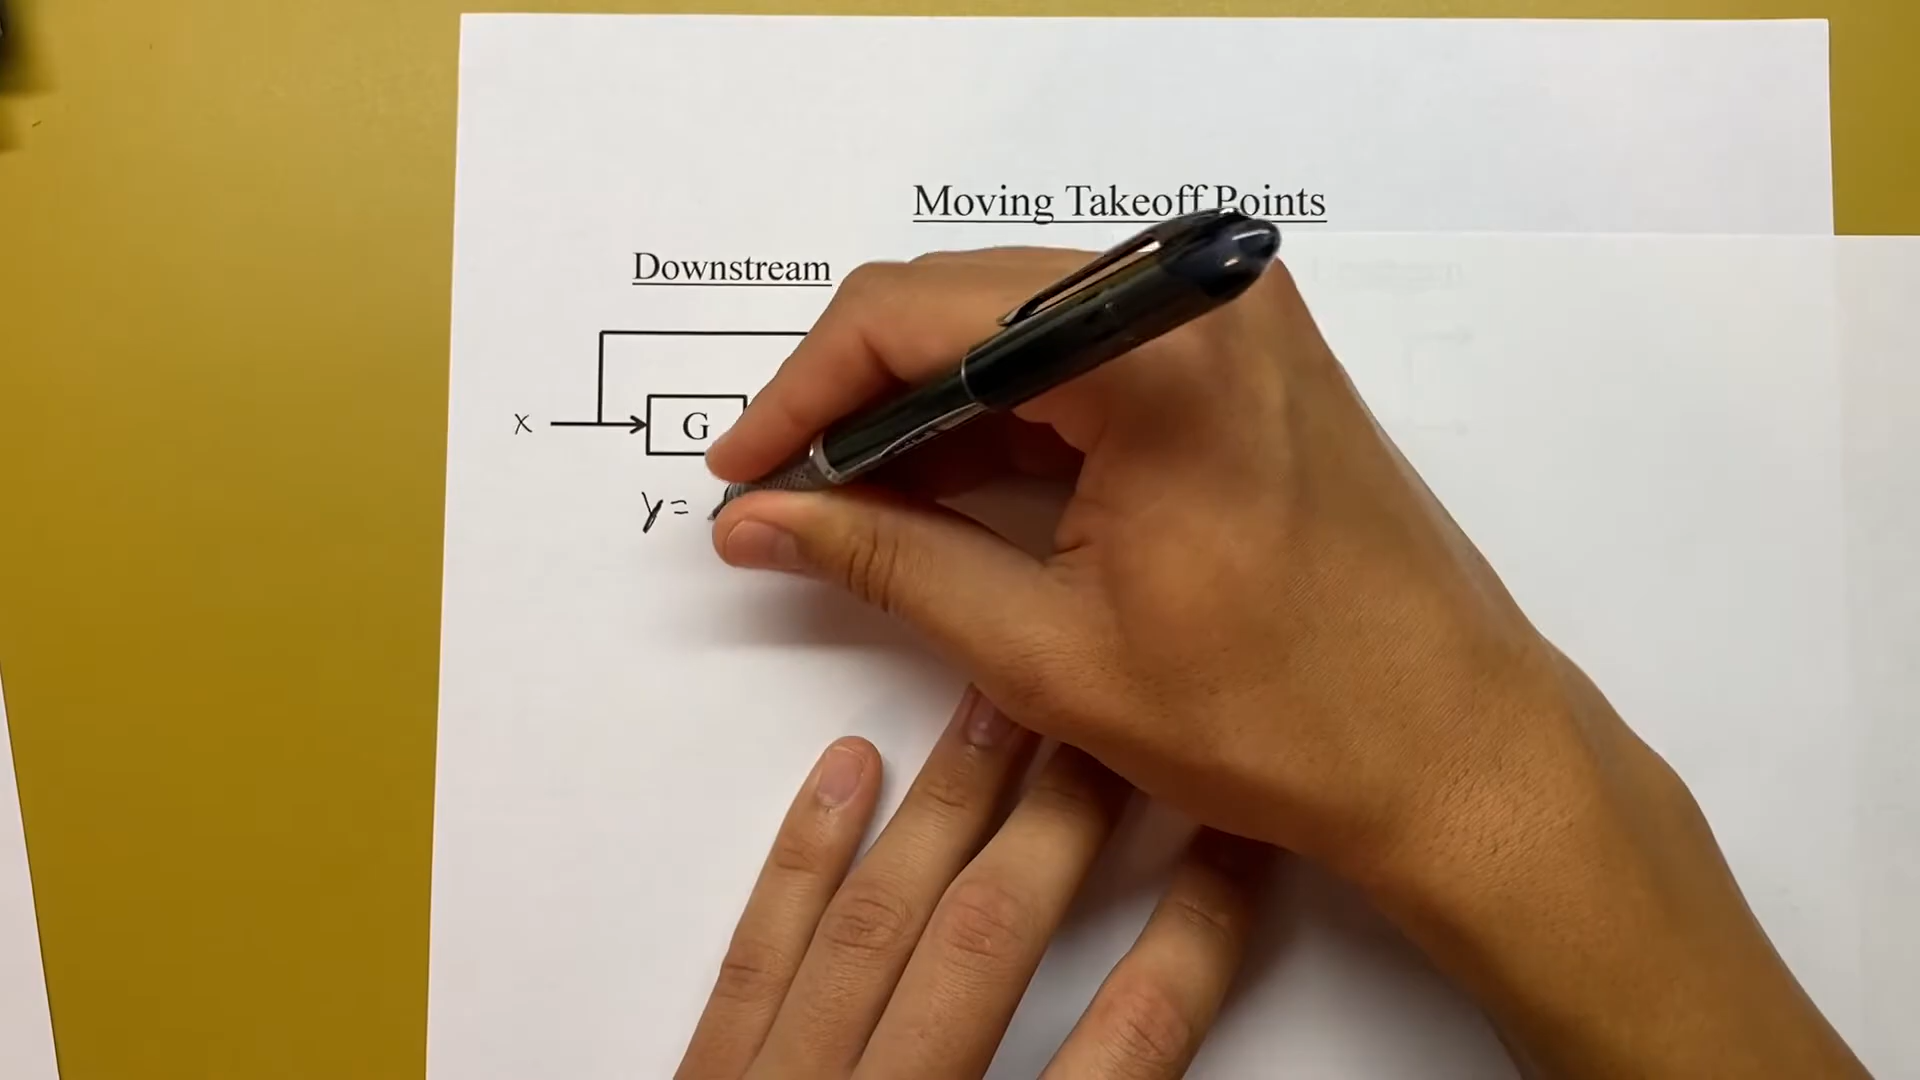 Moving Takeoff Points
Downstream
x
G
y =